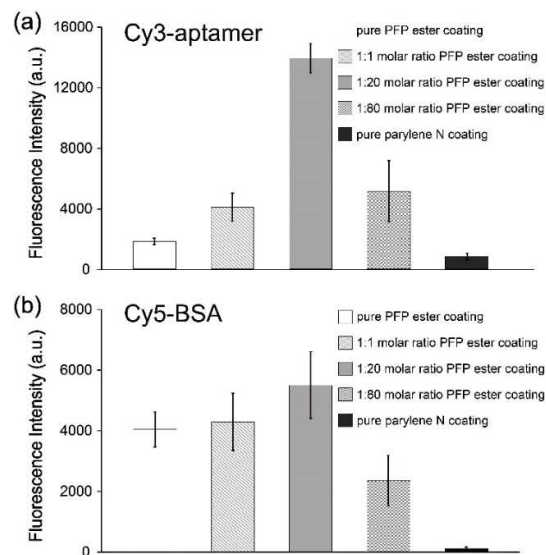 (a)
Cy3-aptamer
pure PFP ester coating
1:1 molar ratio PFP ester coating
1:20 molar ratio PFP ester coating
1:80 molar ratio PFP ester coating
pure parylene N coating
Fluorescence Intensity (a.u.)
16000
12000
8000
4000
0
(b)
Cy5-BSA
pure PFP ester coating
1:1 molar ratio PFP ester coating
1:20 molar ratio PFP ester coating
1:80 molar ratio PFP ester coating
pure parylene N coating
Fluorescence Intensity (a.u.)
8000
6000
4000
2000
0